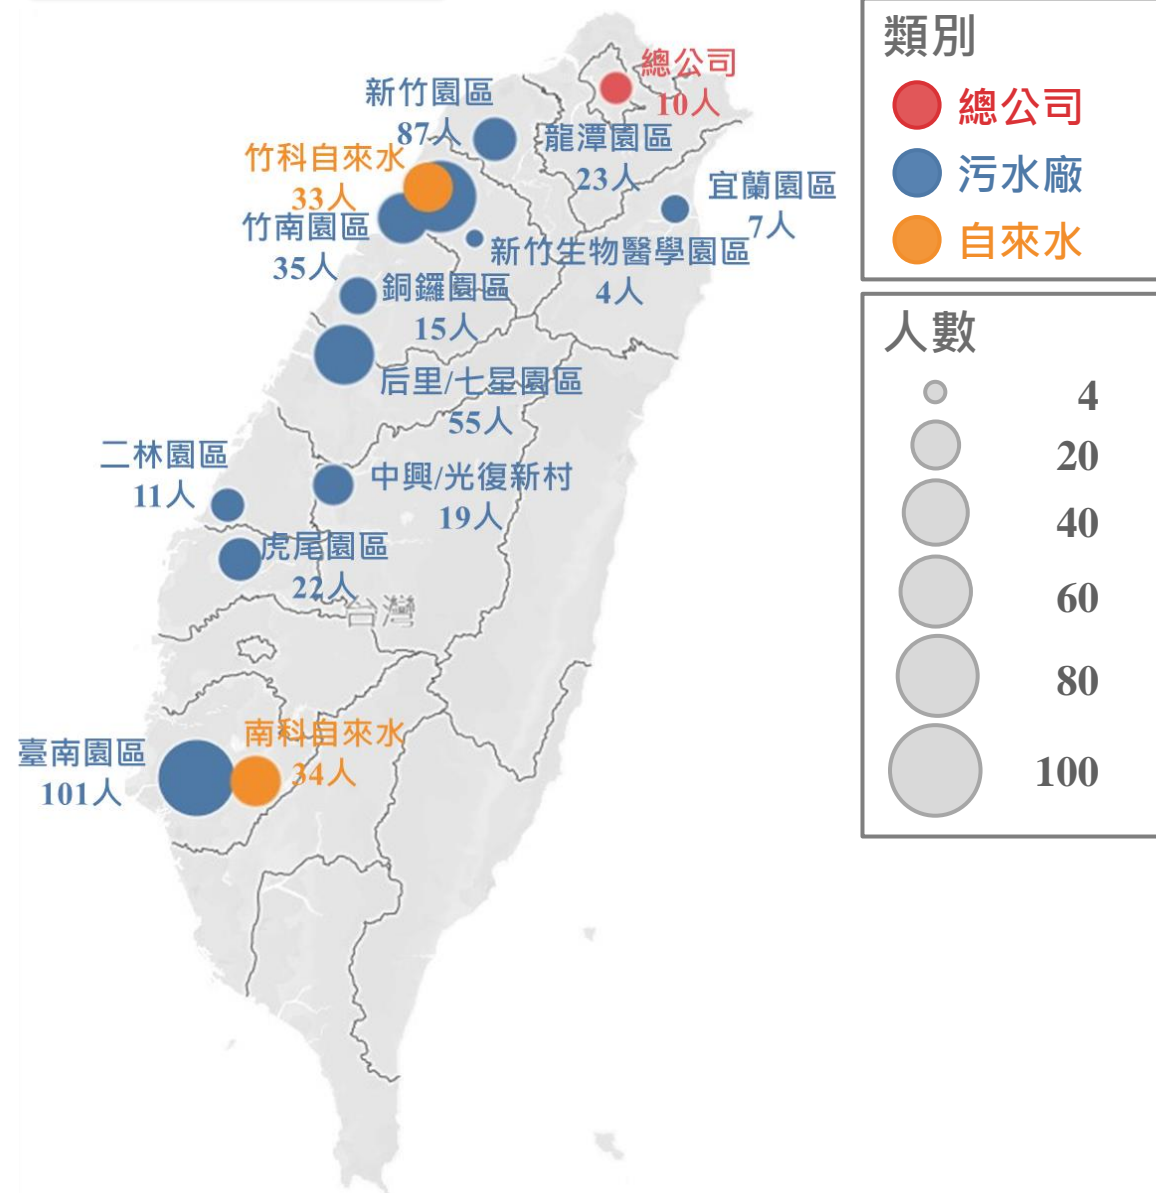 總公司
10人
新竹園區
87人
龍潭園區
23人
竹科自來水
33人
宜蘭園區
7人
竹南園區
35人
新竹生物醫學園區
4人
銅鑼園區
15人
后里/七星園區
55人
二林園區
11人
中興/光復新村
19人
虎尾園區
22人
台灣
南科自來水
34人
臺南園區
101人
類別
總公司
污水廠
自來水
人數
4
20
40
60
80
100